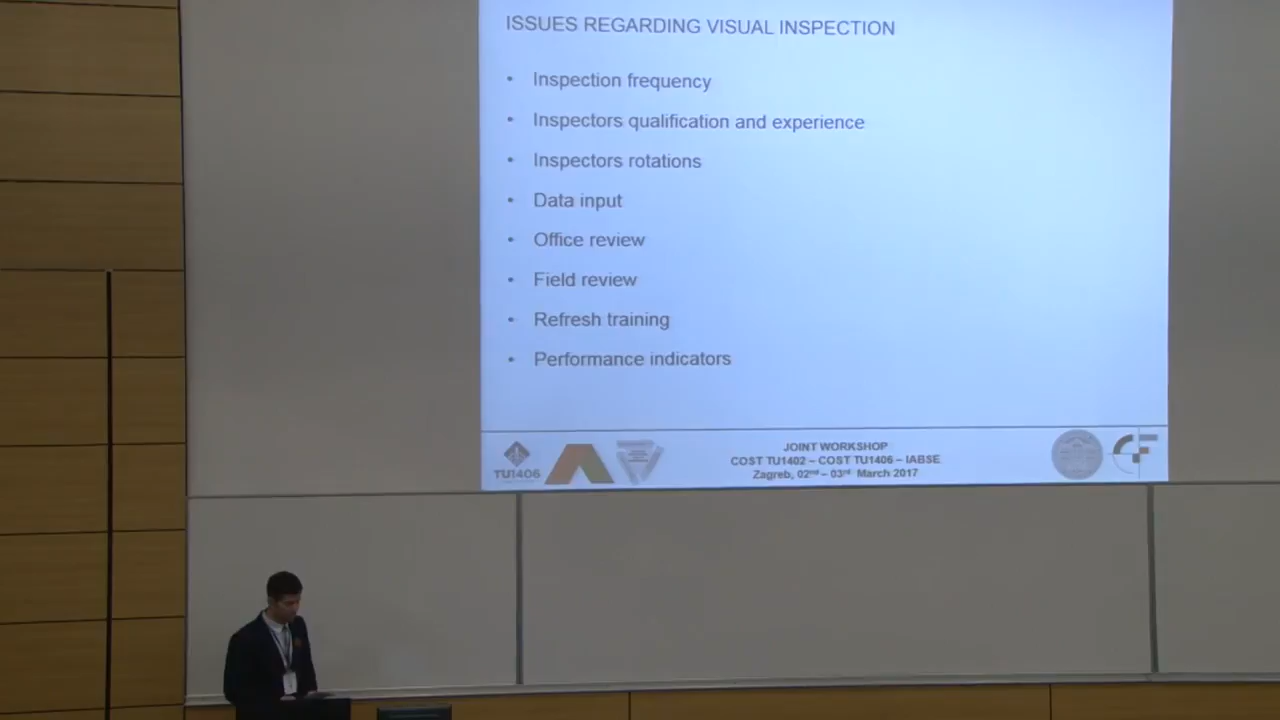 ISSUES REGARDING VISUAL INSPECTION
• Inspection frequency
• Inspectors qualification and experience
• Inspectors rotations
• Data input
• Office review
• Field review
• Refresh training
• Performance indicators
TU1406
JOINT WORKSHOP
COST TU1402 – COST TU1406 – IABSE
Zagreb, 02nd – 03rd March 2017